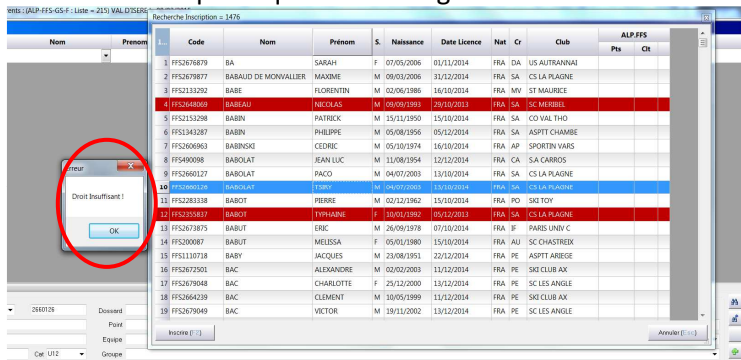 ents : (ALP-FFS-GS-F : Liste = 215) VAL D'ISERE
Recherche Inscription = 1476
Nom Prenom
Code Nom Prénom S. Naissance Date Licence Nat Cr Club ALP.FFS
Pts Clt
1 FFS2676879 BA SARAH F 07/05/2006 01/11/2014 FRA DA US AUTRANNAI
2 FFS2679877 BABAUD DE MONVALLIER MAXIME M 09/03/2006 31/12/2014 FRA SA CS LA PLAGNE
3 FFS2133292 BABE FLORENTIN M 02/06/1986 16/10/2014 FRA MV ST MAURICE
4 FFS2648069 BABEAU NICOLAS M 09/09/1993 29/10/2013 FRA SA SC MERIBEL
5 FFS2153298 BABIN PATRICK M 15/11/1950 15/10/2014 FRA SA CO VAL THO
6 FFS1343287 BABIN PHILIPPE M 05/08/1956 05/12/2014 FRA SA ASPTT CHAMBE
7 FFS2606963 BABINSKI CEDRIC M 05/10/1974 16/10/2014 FRA AP SPORTIN VARS
8 FFS490098 BABOLAT JEAN LUC M 11/08/1954 12/12/2014 FRA CA S.A CARROS
9 FFS2660127 BABOLAT PACO M 04/07/2003 13/10/2014 FRA SA CS LA PLAGNE
10 FFS2660126 BABOLAT M 04/07/2003 13/10/2014 FRA SA CS LA PLAGNE
11 FFS2283338 BABOT PIERRE M 02/12/1962 15/10/2014 FRA PO SKI TOY
12 FFS2355837 BABOT TYPHAINE F 10/01/1992 05/12/2013 FRA SA CS LA PLAGNE
13 FFS2673875 BABUT ERIC M 26/09/1978 07/10/2014 FRA IF PARIS UNIV C
14 FFS200087 BABUT MELISSA F 05/01/1980 15/10/2014 FRA AU SC CHASTREIX
15 FFS1110718 BABY JACQUES M 23/08/1951 22/12/2014 FRA PE ASPTT ARIEGE
16 FFS2672501 BAC ALEXANDRE M 02/02/2003 11/12/2014 FRA PE SKI CLUB AX
17 FFS2679048 BAC CHARLOTTE F 25/12/2000 13/12/2014 FRA PE SC LES ANGLE
18 FFS2664239 BAC CLEMENT M 10/05/1999 11/12/2014 FRA PE SKI CLUB AX
19 FFS2679049 BAC VICTOR M 19/11/2002 13/12/2014 FRA PE SC LES ANGLE
Erreur
Droit Insuffisant !
OK
Inscrire (F2) Annuler (Esc)
2660126 Dossard
Point
Equipe
Cat U12 Groupe